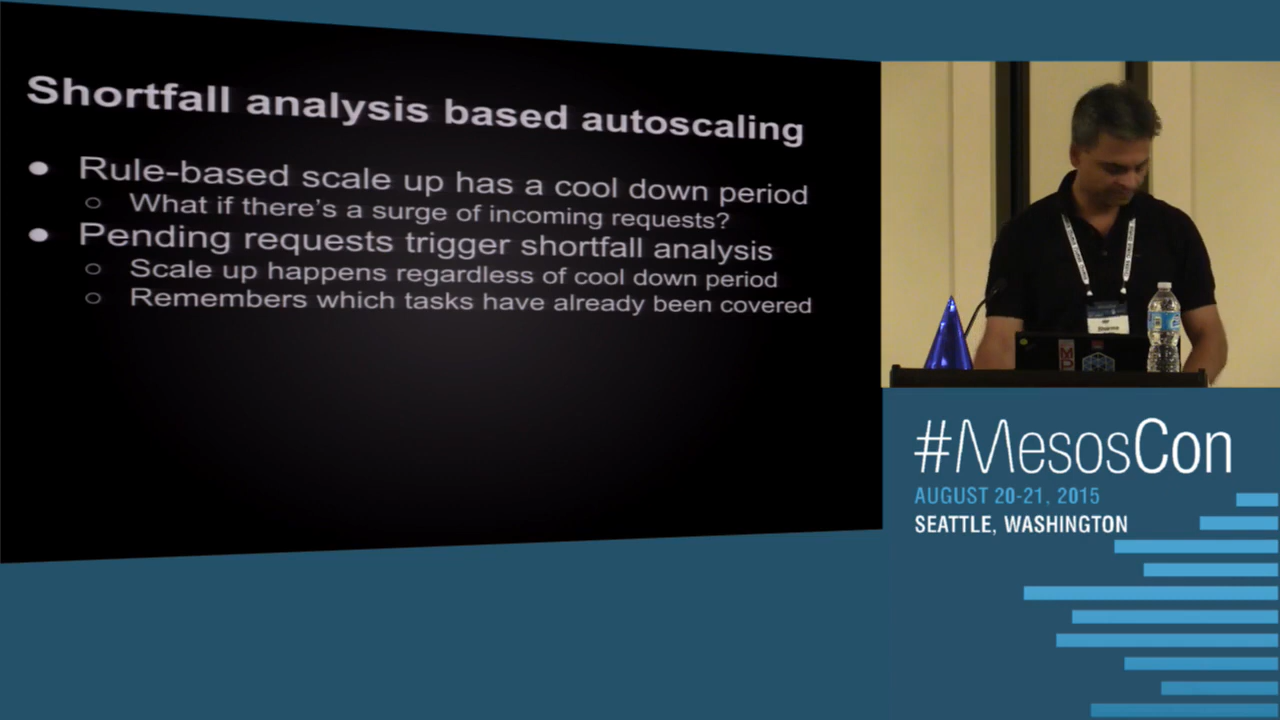 Shortfall analysis based autoscaling
● Rule-based scale up has a cool down period
○ What if there's a surge of incoming requests?
● Pending requests trigger shortfall analysis
○ Scale up happens regardless of cool down period
○ Remembers which tasks have already been covered
#MesosCon
AUGUST 20-21, 2015
SEATTLE, WASHINGTON